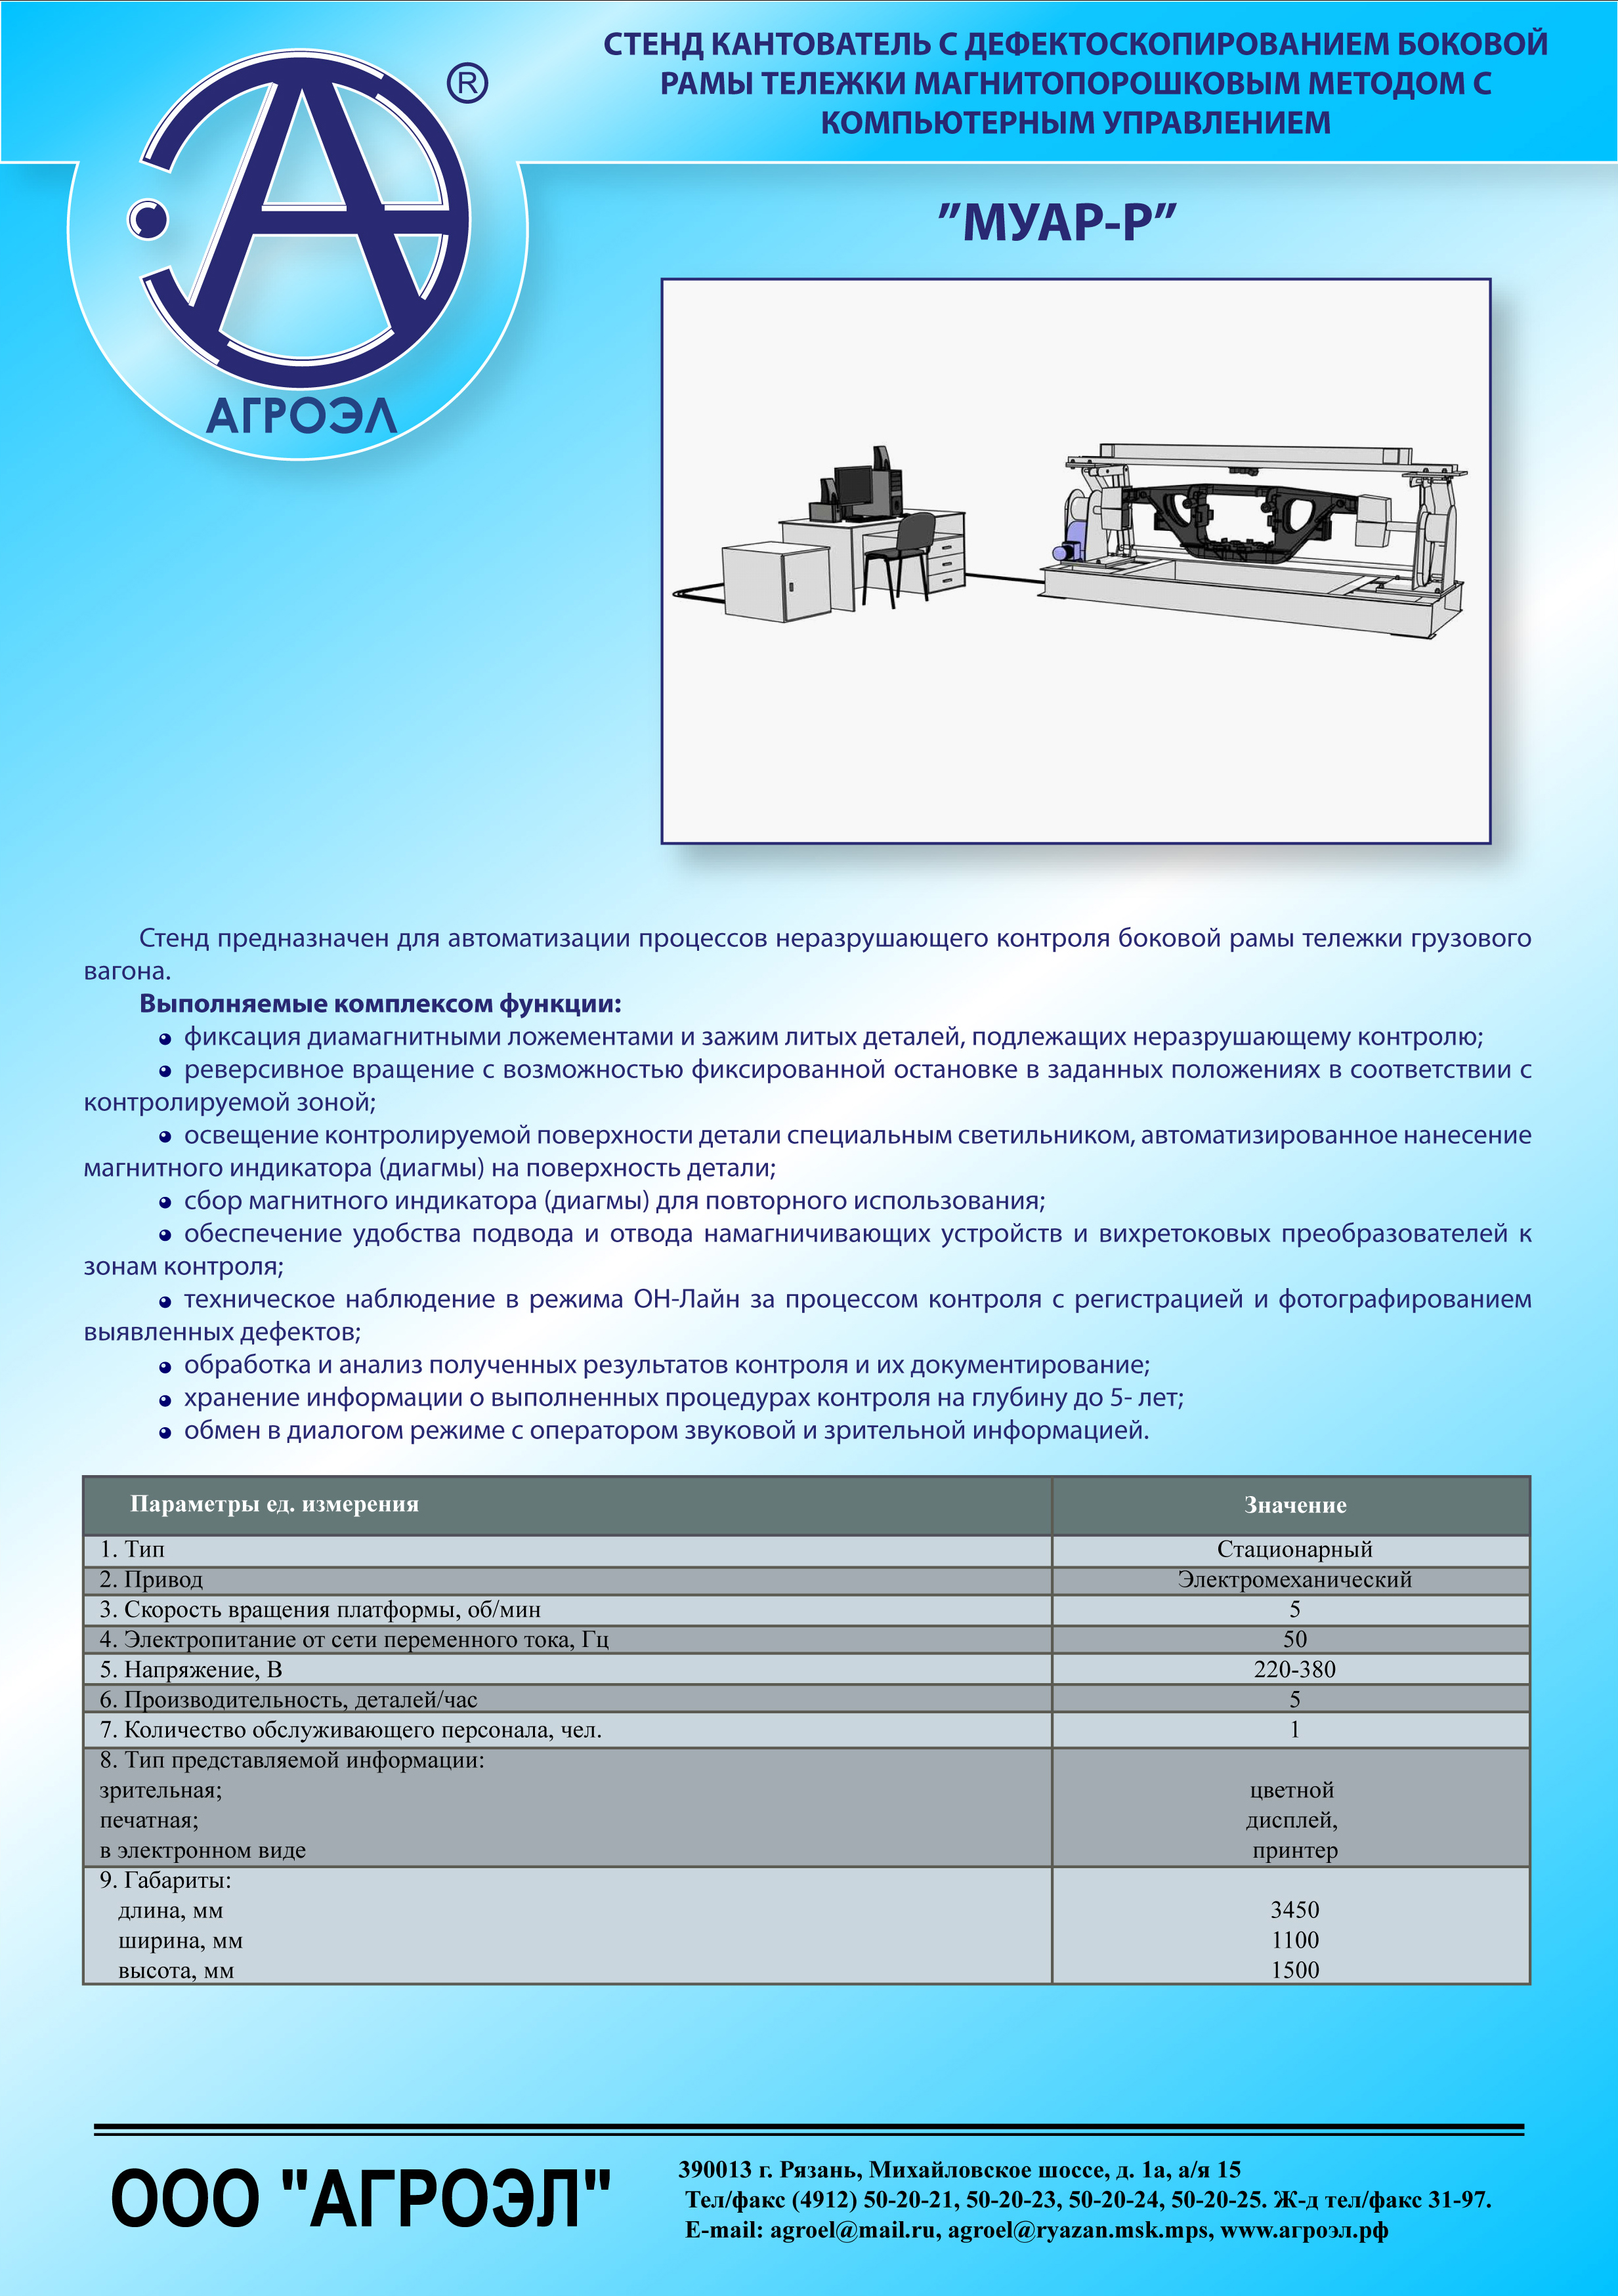 СТЕНД КАНТОВАТЕЛЬ С ДЕФЕКТОСКОПИРОВАНИЕМ БОКОВОЙ
РАМЫ ТЕЛЕЖКИ МАГНИТОПОРОШКОВЫМ МЕТОДОМ С
КОМПЬЮТЕРНЫМ УПРАВЛЕНИЕМ
®
АГРОЭЛ
"МУАР-Р"
Стенд предназначен для автоматизации процессов неразрушающего контроля боковой рамы тележки грузового
вагона.
Выполняемые комплексом функции:
● фиксация диамагнитными ложементами и зажим литых деталей, подлежащих неразрушающему контролю;
● реверсивное вращение с возможностью фиксированной остановке в заданных положениях в соответствии с
контролируемой зоной;
● освещение контролируемой поверхности детали специальным светильником, автоматизированное нанесение
магнитного индикатора (диагмы) на поверхность детали;
● сбор магнитного индикатора (диагмы) для повторного использования;
● обеспечение удобства подвода и отвода намагничивающих устройств и вихретоковых преобразователей к
зонам контроля;
● техническое наблюдение в режима ОН-Лайн за процессом контроля с регистрацией и фотографированием
выявленных дефектов;
● обработка и анализ полученных результатов контроля и их документирование;
● хранение информации о выполненных процедурах контроля на глубину до 5- лет;
● обмен в диалогом режиме с оператором звуковой и зрительной информацией.
Параметры ед. измерения Значение
1. Тип Стационарный
2. Привод Электромеханический
3. Скорость вращения платформы, об/мин 5
4. Электропитание от сети переменного тока, Гц 50
5. Напряжение, В 220-380
6. Производительность, деталей/час 5
7. Количество обслуживающего персонала, чел. 1
8. Тип представляемой информации:
зрительная; цветной
печатная; дисплей,
в электронном виде принтер
9. Габариты:
длина, мм 3450
ширина, мм 1100
высота, мм 1500
ООО "АГРОЭЛ"
390013 г. Рязань, Михайловское шоссе, д. 1а, а/я 15
Тел/факс (4912) 50-20-21, 50-20-23, 50-20-24, 50-20-25. Ж-д тел/факс 31-97.
E-mail: agroel@mail.ru, agroel@ryazan.msk.mps, www.агроэл.рф